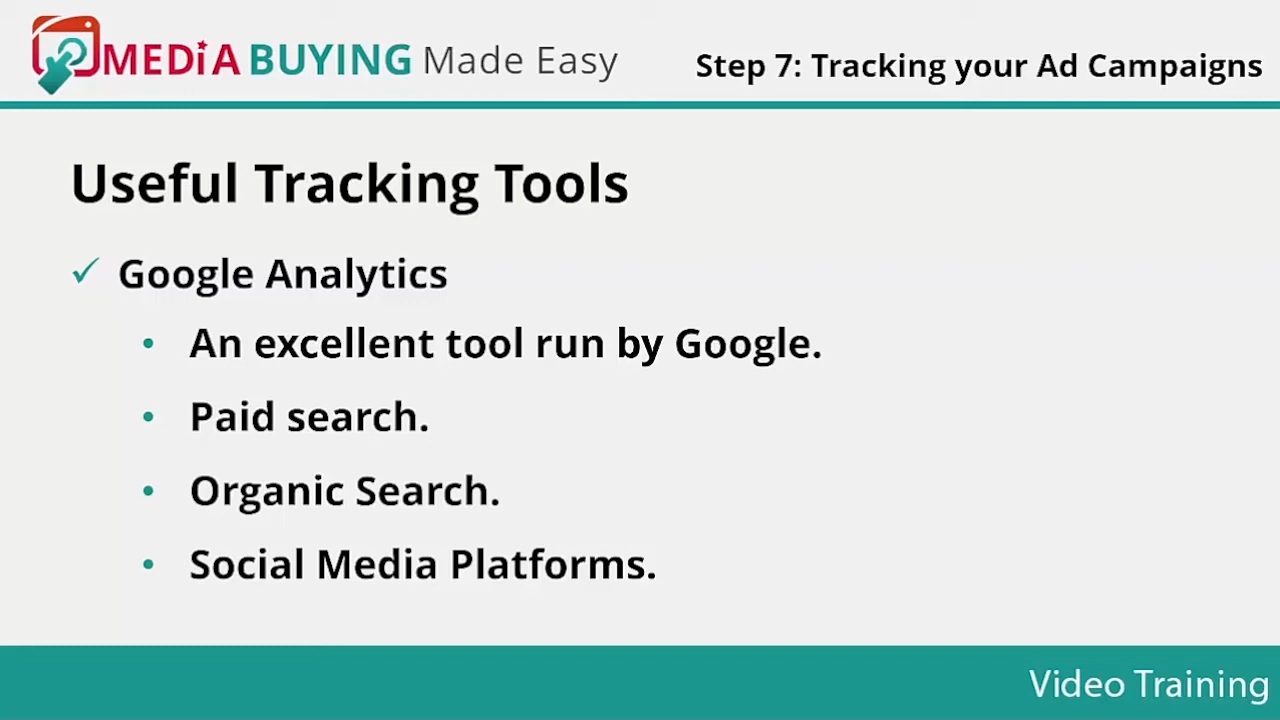 MEDiA BUYING Made Easy
Step 7: Tracking your Ad Campaigns
Useful Tracking Tools
✓ Google Analytics
• An excellent tool run by Google.
• Paid search.
• Organic Search.
• Social Media Platforms.
Video Training